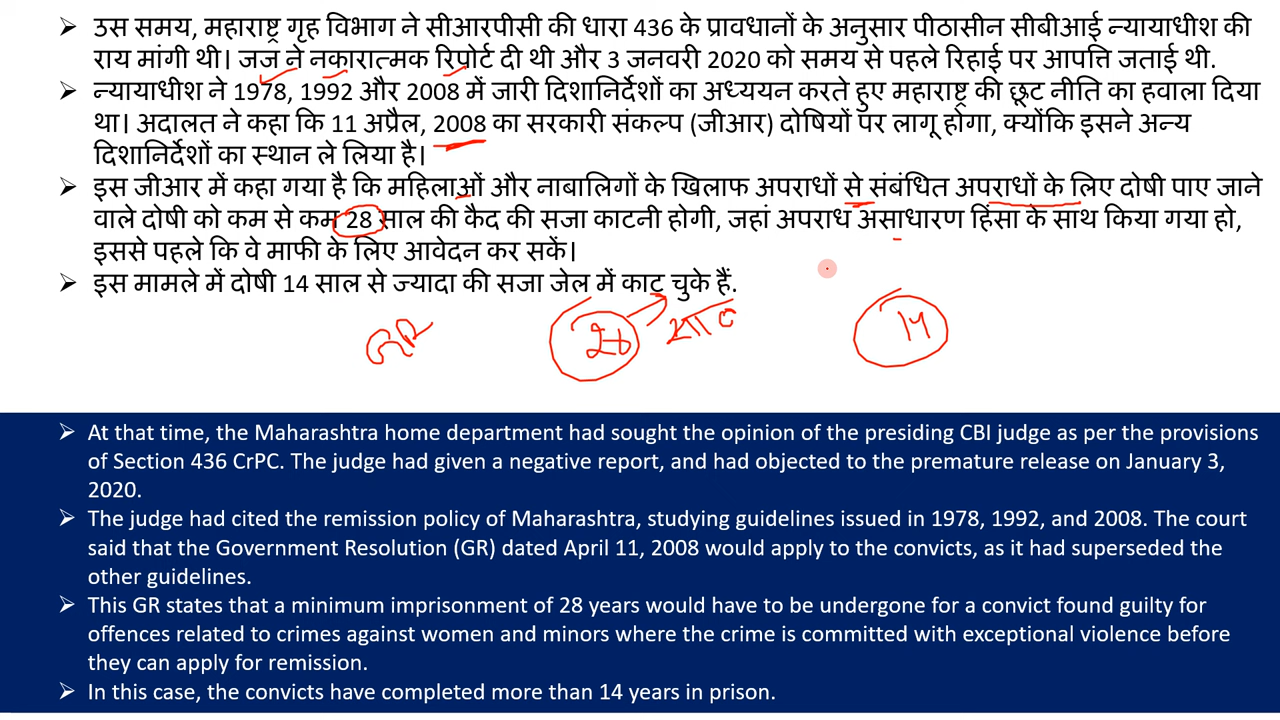 ➤ उस समय, महाराष्ट्र गृह विभाग ने सीआरपीसी की धारा 436 के प्रावधानों के अनुसार पीठासीन सीबीआई न्यायाधीश की
राय मांगी थी। जज ने नकारात्मक रिपोर्ट दी थी और 3 जनवरी 2020 को समय से पहले रिहाई पर आपत्ति जताई थी.
➤ न्यायाधीश ने 1978, 1992 और 2008 में जारी दिशानिर्देशों का अध्ययन करते हुए महाराष्ट्र की छूट नीति का हवाला दिया
था। अदालत ने कहा कि 11 अप्रैल, 2008 का सरकारी संकल्प (जीआर) दोषियों पर लागू होगा, क्योंकि इसने अन्य
दिशानिर्देशों का स्थान ले लिया है।
➤ इस जीआर में कहा गया है कि महिलाओं और नाबालिगों के खिलाफ अपराधों से संबंधित अपराधों के लिए दोषी पाए जाने
वाले दोषी को कम से कम 28 साल की कैद की सजा काटनी होगी, जहां अपराध असाधारण हिंसा के साथ किया गया हो,
इससे पहले कि वे माफी के लिए आवेदन कर सकें।
➤ इस मामले में दोषी 14 साल से ज्यादा की सजा जेल में काट चुके हैं.
GR 28 14
➤ At that time, the Maharashtra home department had sought the opinion of the presiding CBI judge as per the provisions
of Section 436 CrPC. The judge had given a negative report, and had objected to the premature release on January 3,
2020.
➤ The judge had cited the remission policy of Maharashtra, studying guidelines issued in 1978, 1992, and 2008. The court
said that the Government Resolution (GR) dated April 11, 2008 would apply to the convicts, as it had superseded the
other guidelines.
➤ This GR states that a minimum imprisonment of 28 years would have to be undergone for a convict found guilty for
offences related to crimes against women and minors where the crime is committed with exceptional violence before
they can apply for remission.
➤ In this case, the convicts have completed more than 14 years in prison.